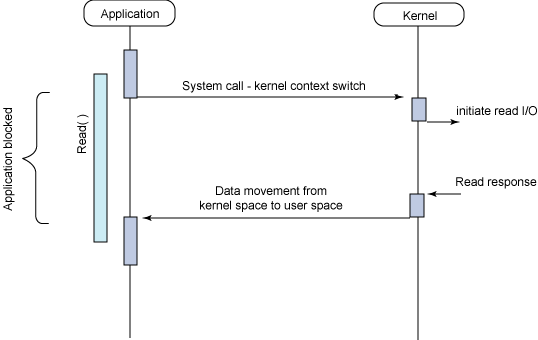 Application
Kernel
System call - kernel context switch
initiate read I/O
Read( )
Application blocked
Read response
Data movement from
kernel space to user space